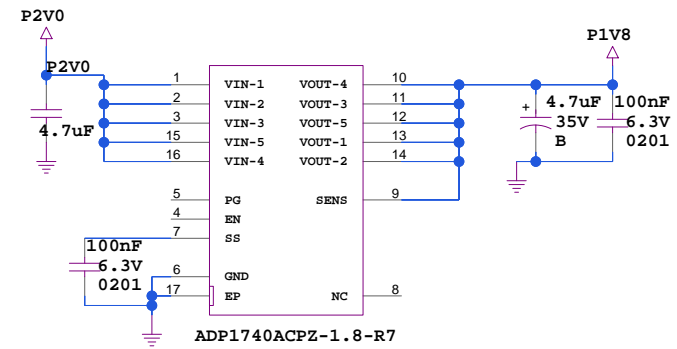 P2V0
P1V8
P2V0
1 VIN-1 VOUT-4 10
2 VIN-2 VOUT-3 11
3 VIN-3 VOUT-5 12
15 VIN-5 VOUT-1 13
16 VIN-4 VOUT-2 14
4.7uF
+ 4.7uF
35V
B
100nF
6.3V
0201
5 PG SENS 9
4 EN
7 SS
100nF
6.3V
0201
6 GND
17 EP NC 8
ADP1740ACPZ-1.8-R7